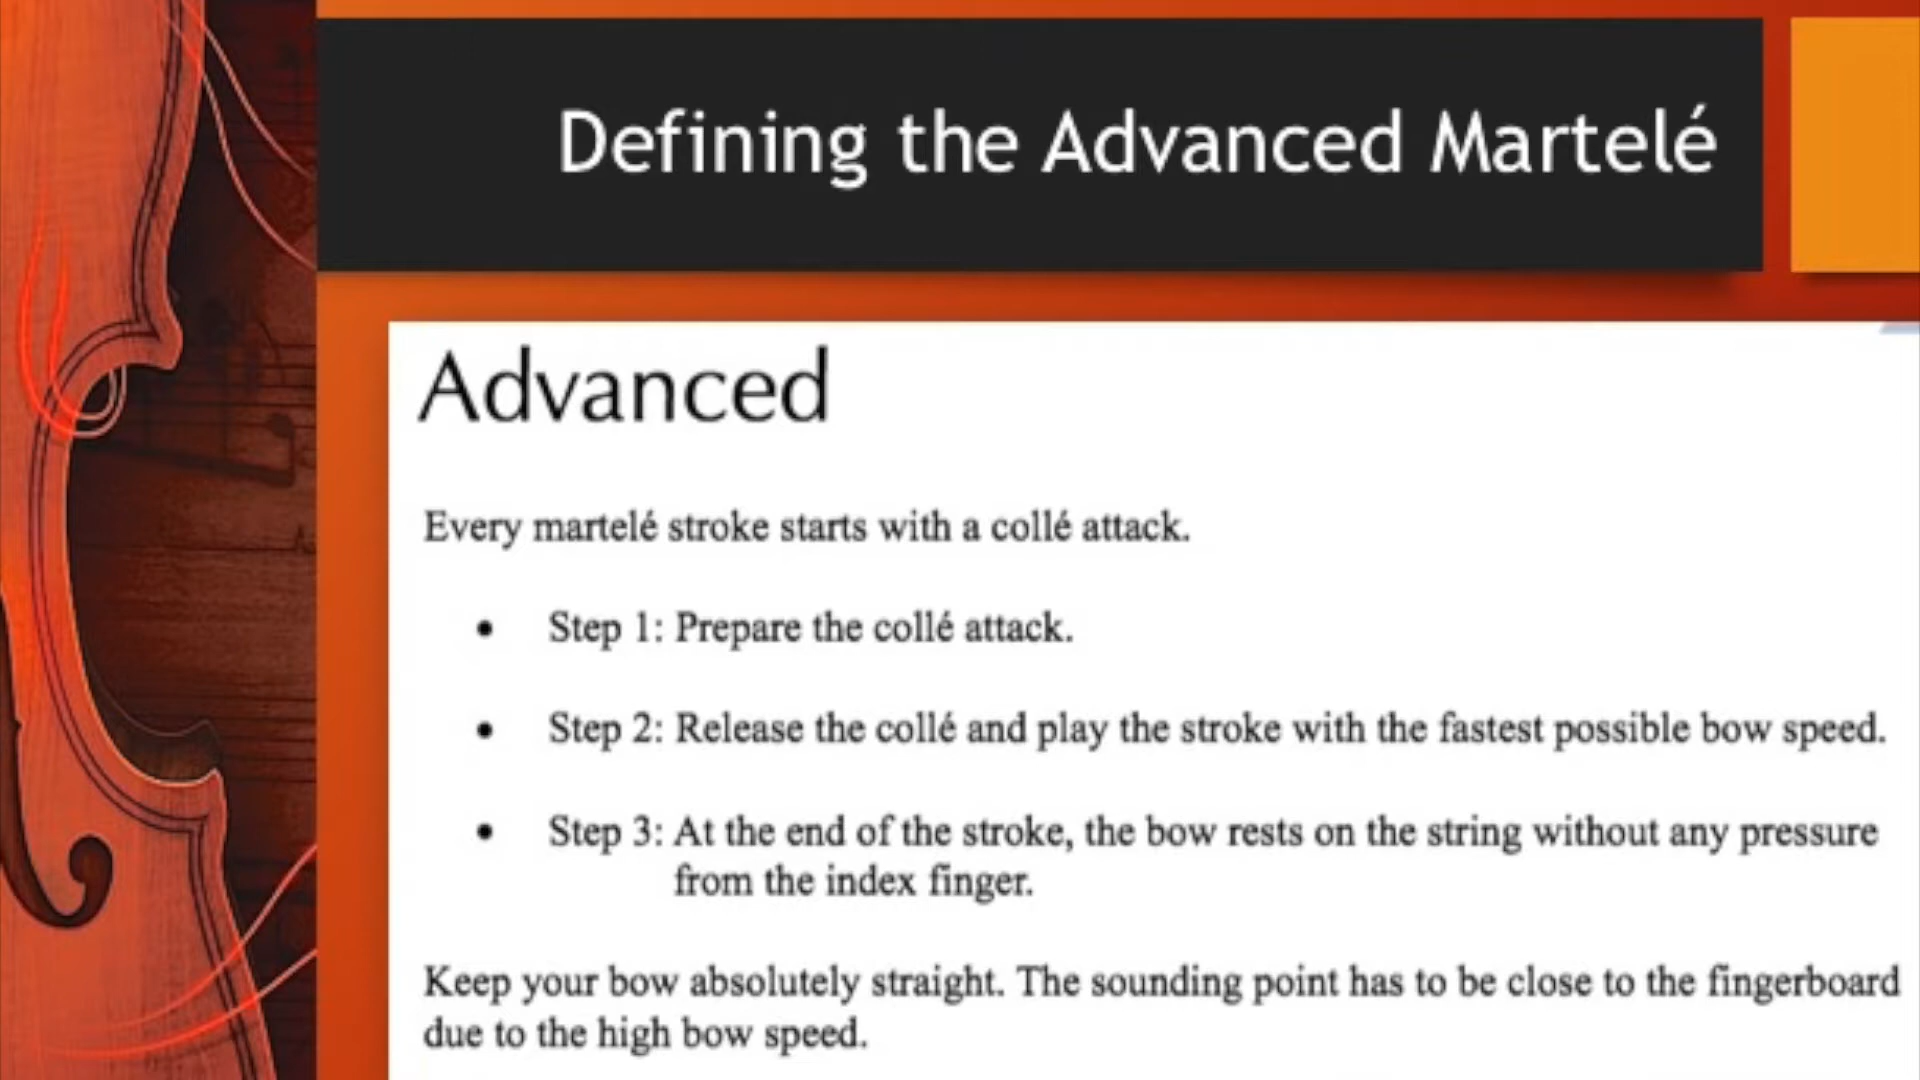 Defining the Advanced Martelé
Advanced
Every martelé stroke starts with a collé attack.
• Step 1: Prepare the collé attack.
• Step 2: Release the collé and play the stroke with the fastest possible bow speed.
• Step 3: At the end of the stroke, the bow rests on the string without any pressure
from the index finger.
Keep your bow absolutely straight. The sounding point has to be close to the fingerboard
due to the high bow speed.